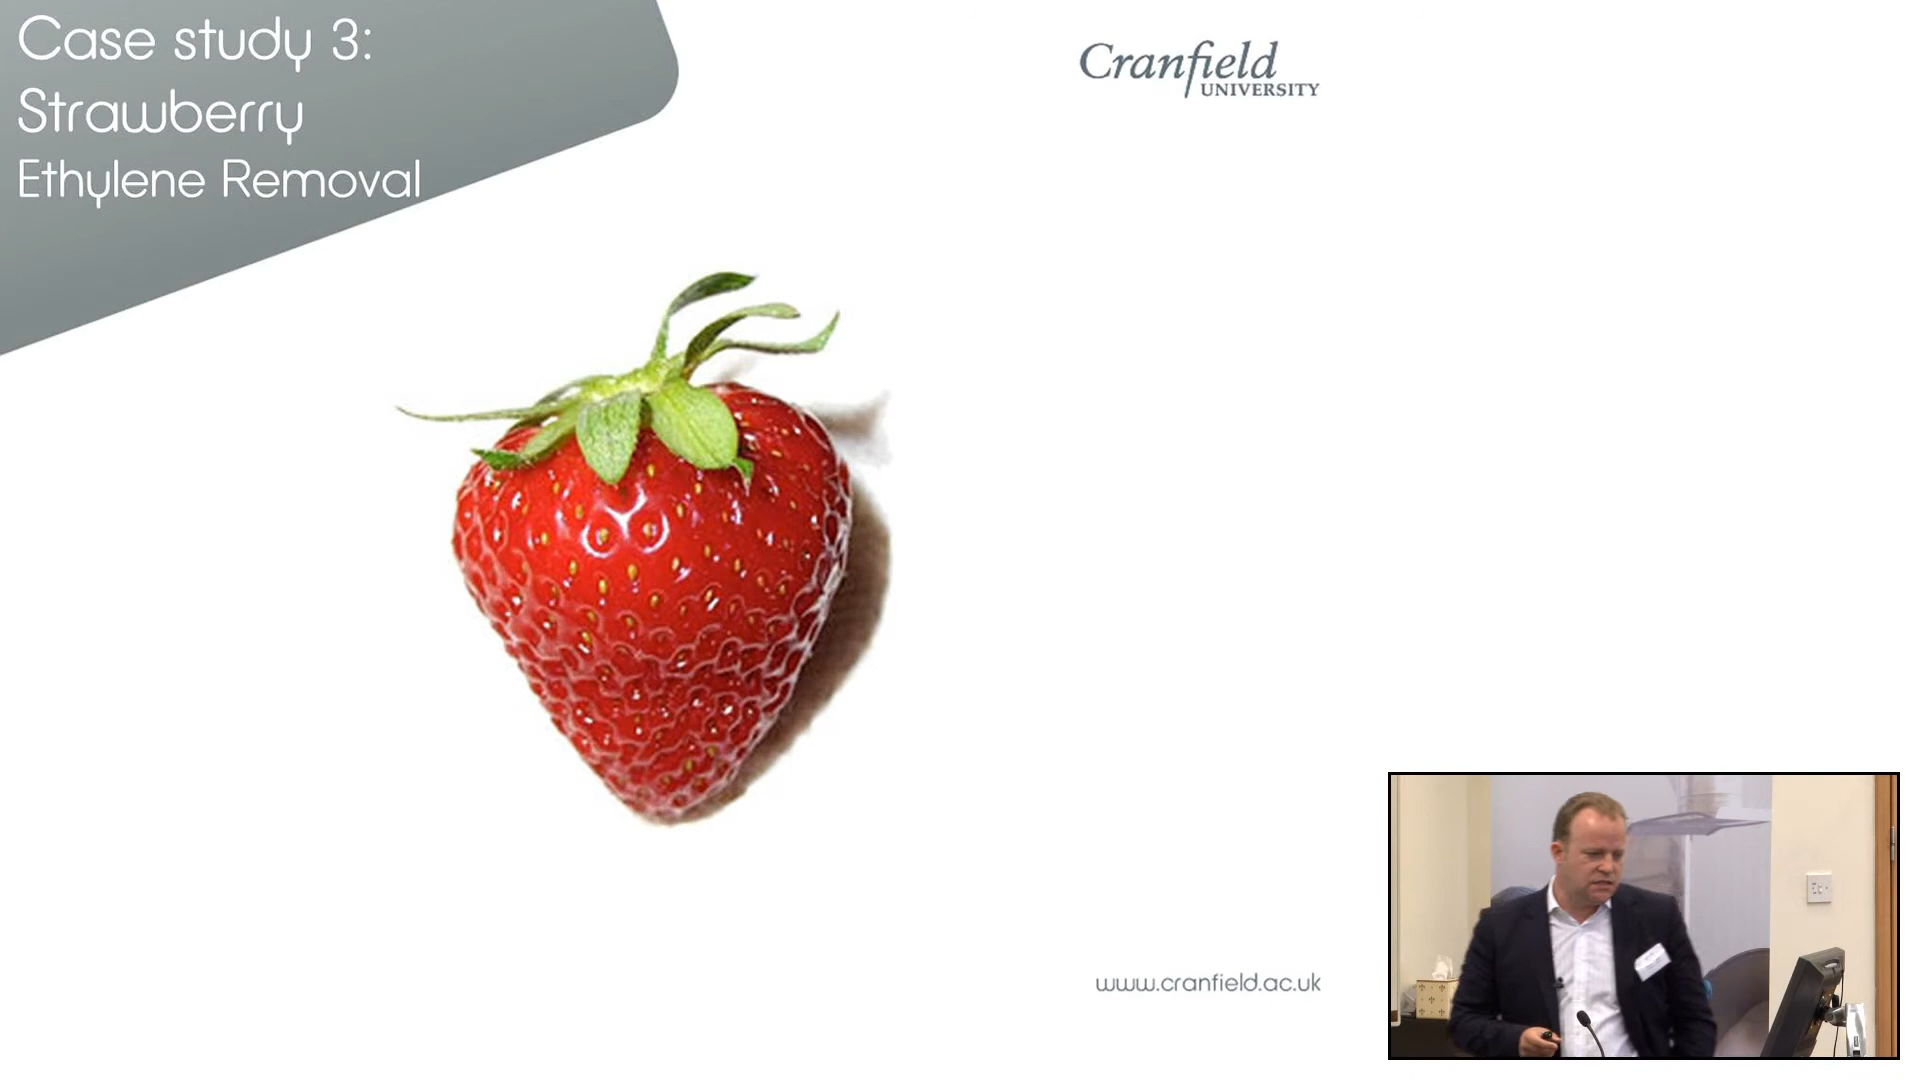 Case study 3:
Strawberry
Ethylene Removal
Cranfield
UNIVERSITY
www.cranfield.ac.uk